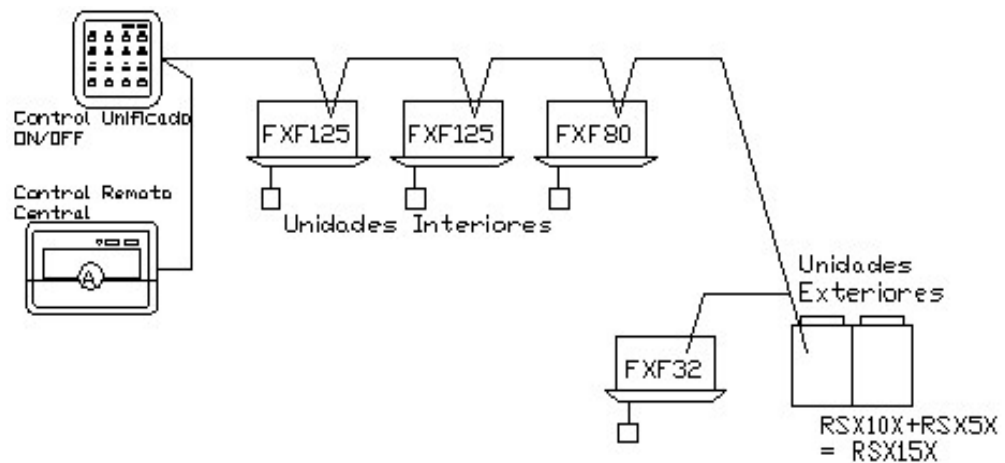 Control Unificado
ON/OFF
FXF125
FXF125
FXF80
Control Remoto
Central
Unidades Interiores
A
Unidades
Exteriores
FXF32
RSX10X+RSX5X
= RSX15X